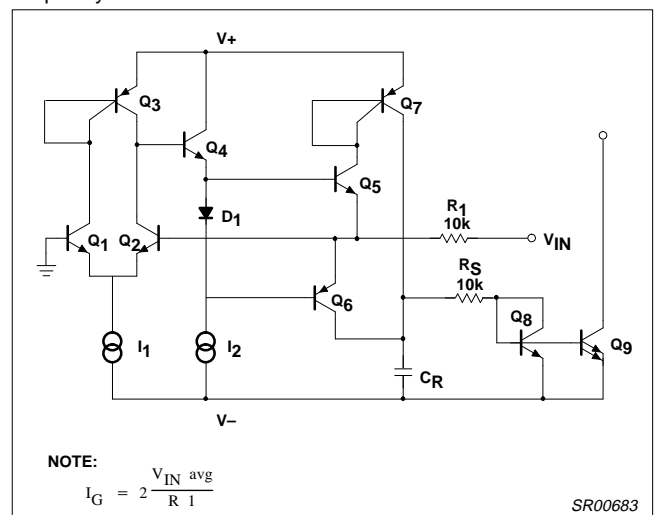 V+
Q3
Q7
Q4
Q5
D1
R1
10k
VIN
Q1
Q2
RS
10k
Q6
Q8
Q9
I1
I2
CR
V–
NOTE:
IG = 2 VIN avg / R 1
SR00683